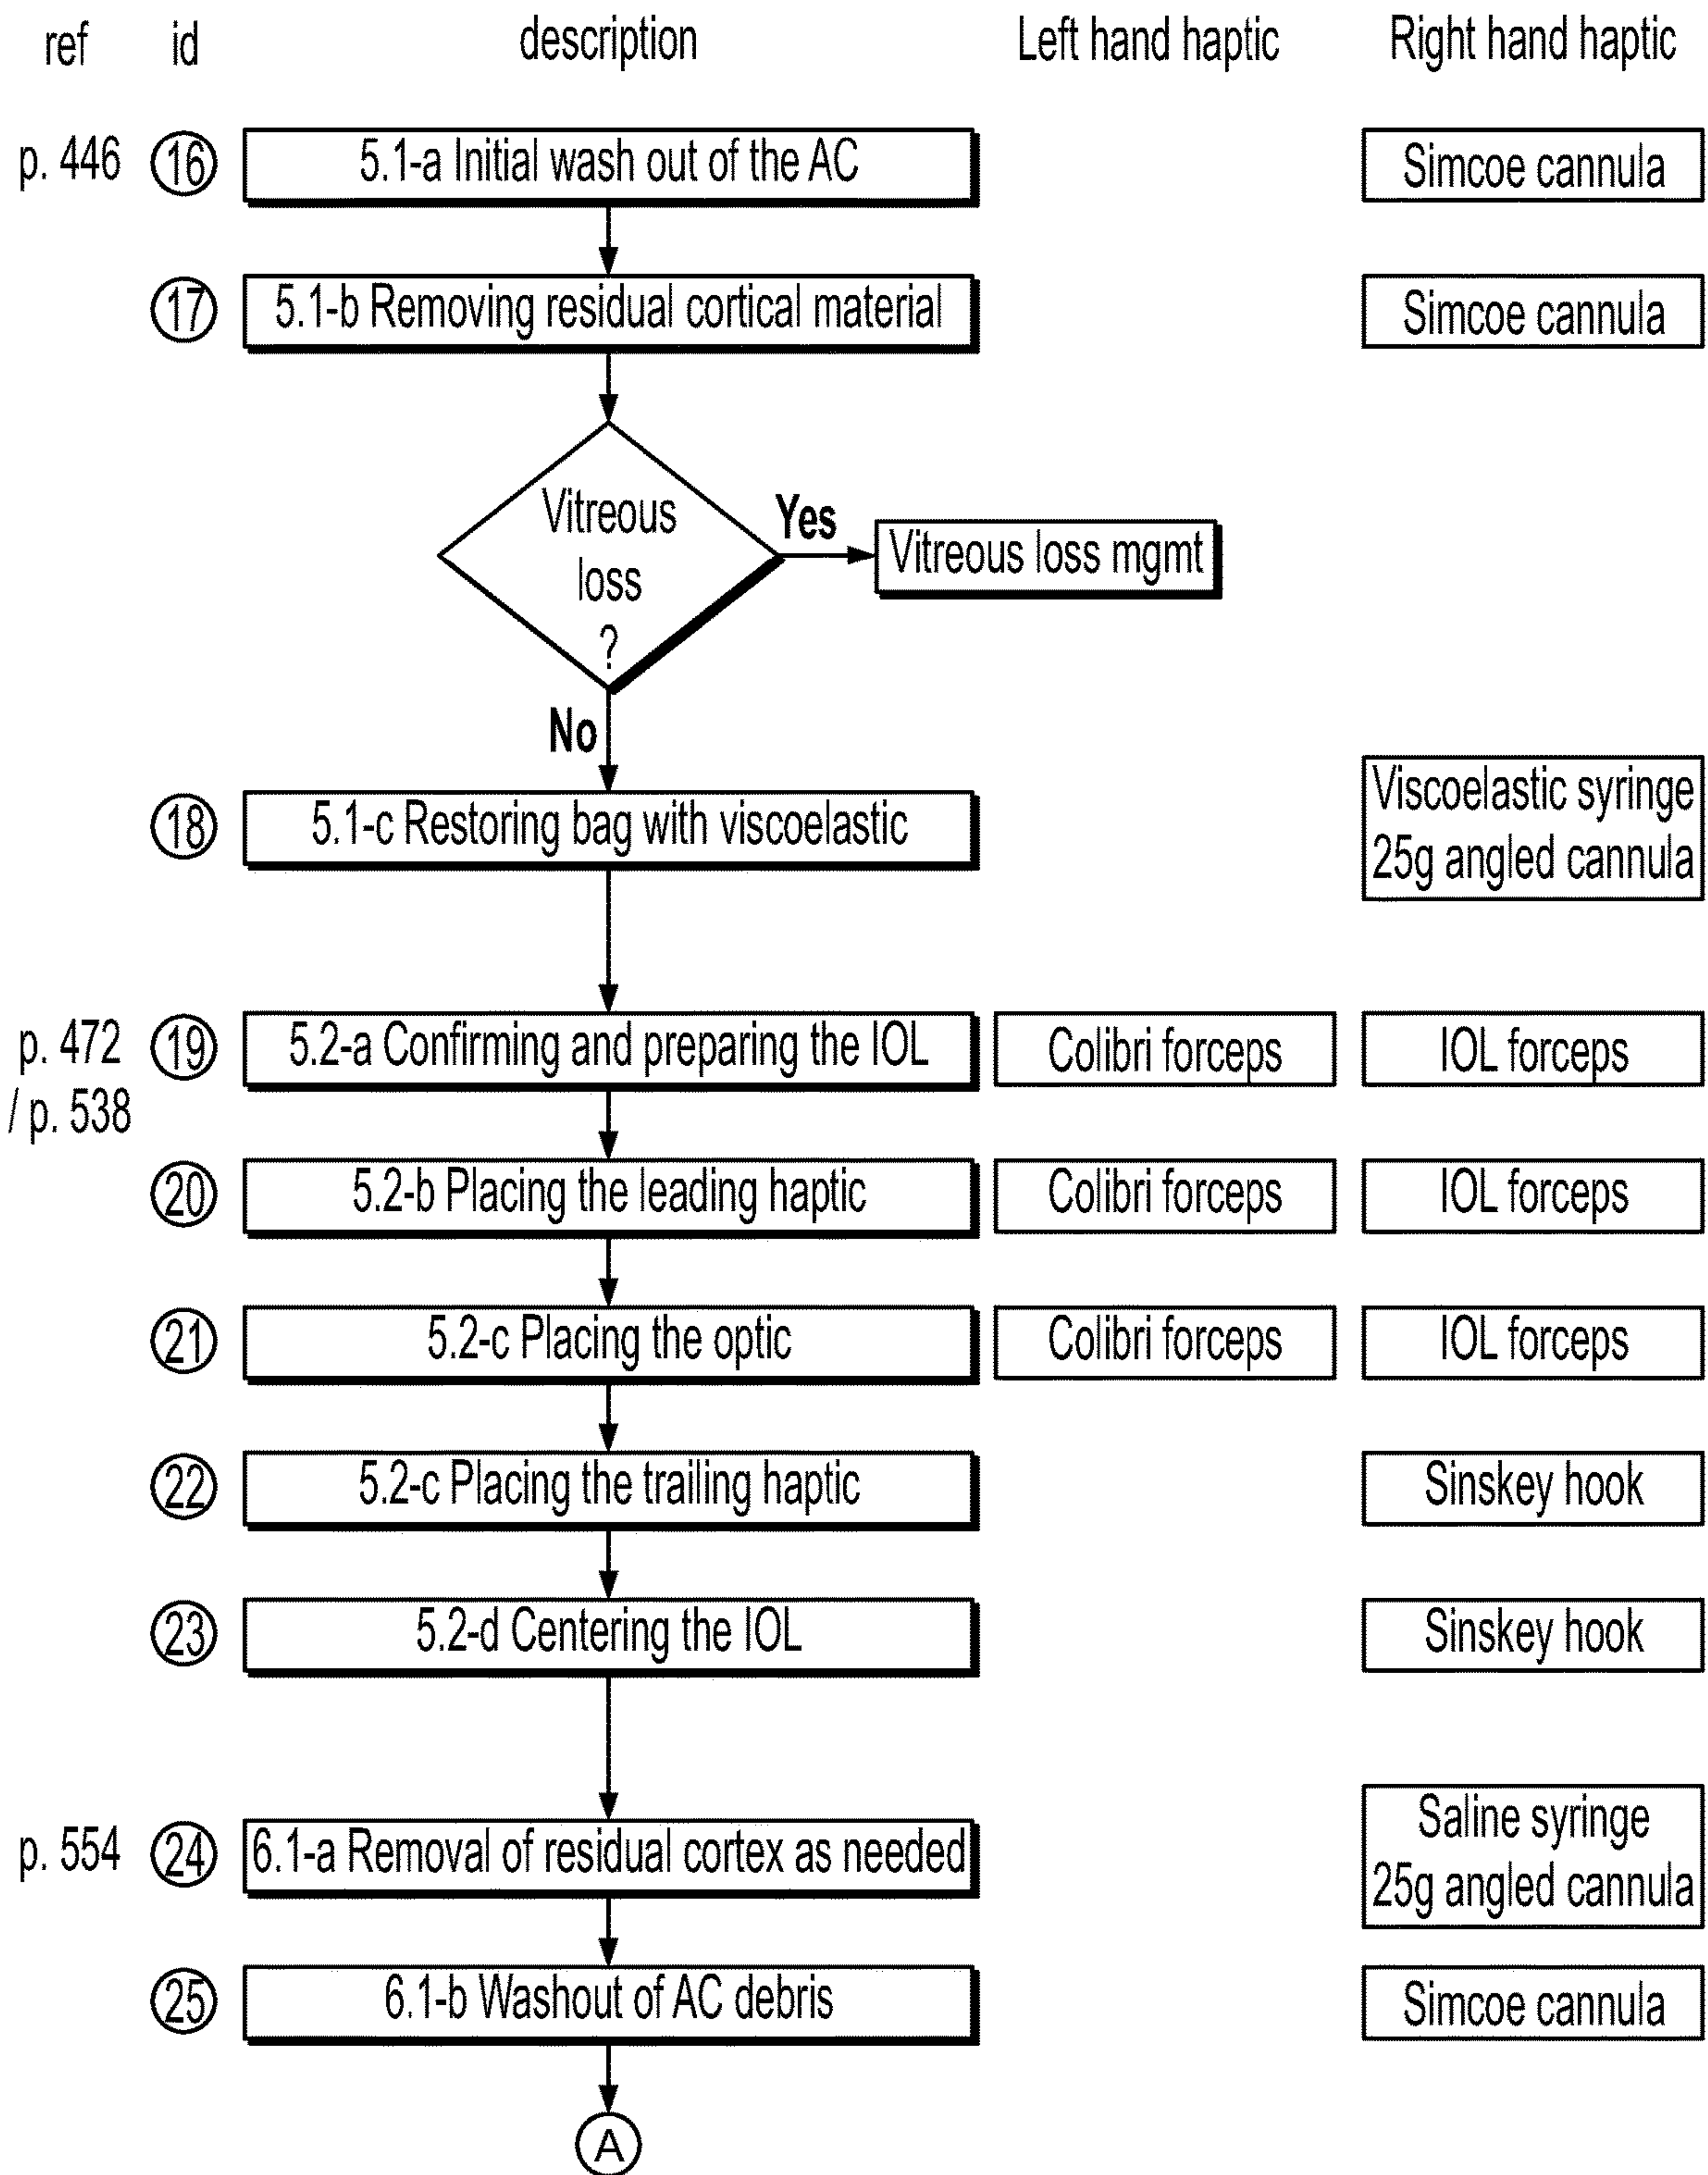 ref id description Left hand haptic Right hand haptic
p. 446 16 5.1-a Initial wash out of the AC Simcoe cannula
17 5.1-b Removing residual cortical material Simcoe cannula
Vitreous
loss
?
Yes
Vitreous loss mgmt
No
18 5.1-c Restoring bag with viscoelastic
Viscoelastic syringe
25g angled cannula
p. 472
/ p. 538
19 5.2-a Confirming and preparing the IOL Colibri forceps IOL forceps
20 5.2-b Placing the leading haptic Colibri forceps IOL forceps
21 5.2-c Placing the optic Colibri forceps IOL forceps
22 5.2-c Placing the trailing haptic Sinskey hook
23 5.2-d Centering the IOL Sinskey hook
p. 554 24 6.1-a Removal of residual cortex as needed
Saline syringe
25g angled cannula
25 6.1-b Washout of AC debris Simcoe cannula
A